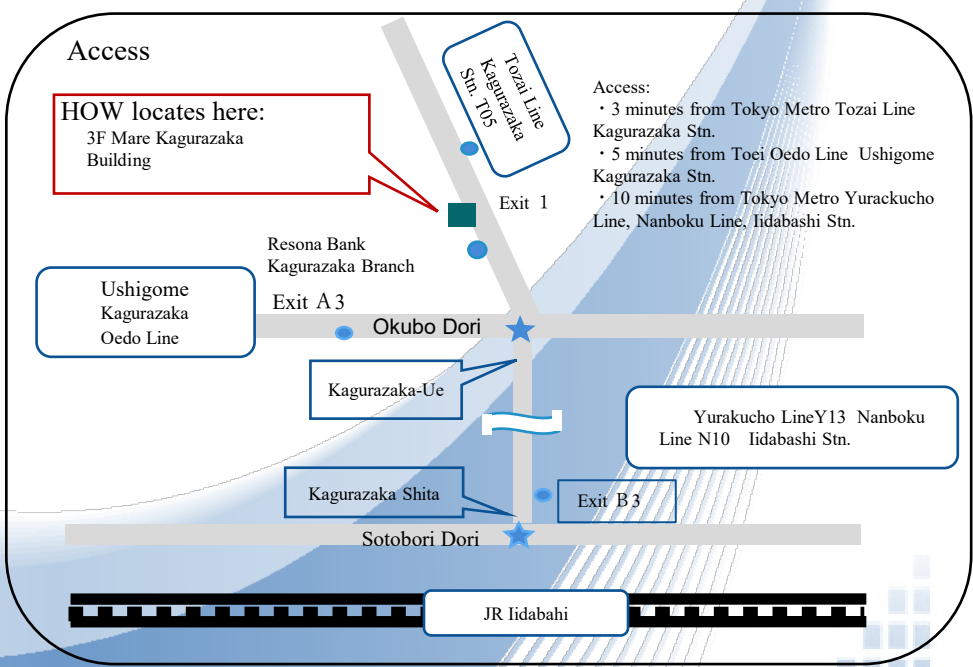 Access
HOW locates here:
3F Mare Kagurazaka
Building
Tozai Line
Kagurazaka
Stn. T05
Access:
・3 minutes from Tokyo Metro Tozai Line
Kagurazaka Stn.
・5 minutes from Toei Oedo Line Ushigome
Kagurazaka Stn.
・10 minutes from Tokyo Metro Yurackucho
Line, Nanboku Line, Iidabashi Stn.
Exit 1
Resona Bank
Kagurazaka Branch
Ushigome
Kagurazaka
Oedo Line
Exit A3
Okubo Dori
Kagurazaka-Ue
Yurakucho LineY13 Nanboku
Line N10 Iidabashi Stn.
Kagurazaka Shita
Exit B3
Sotobori Dori
JR Iidabahi